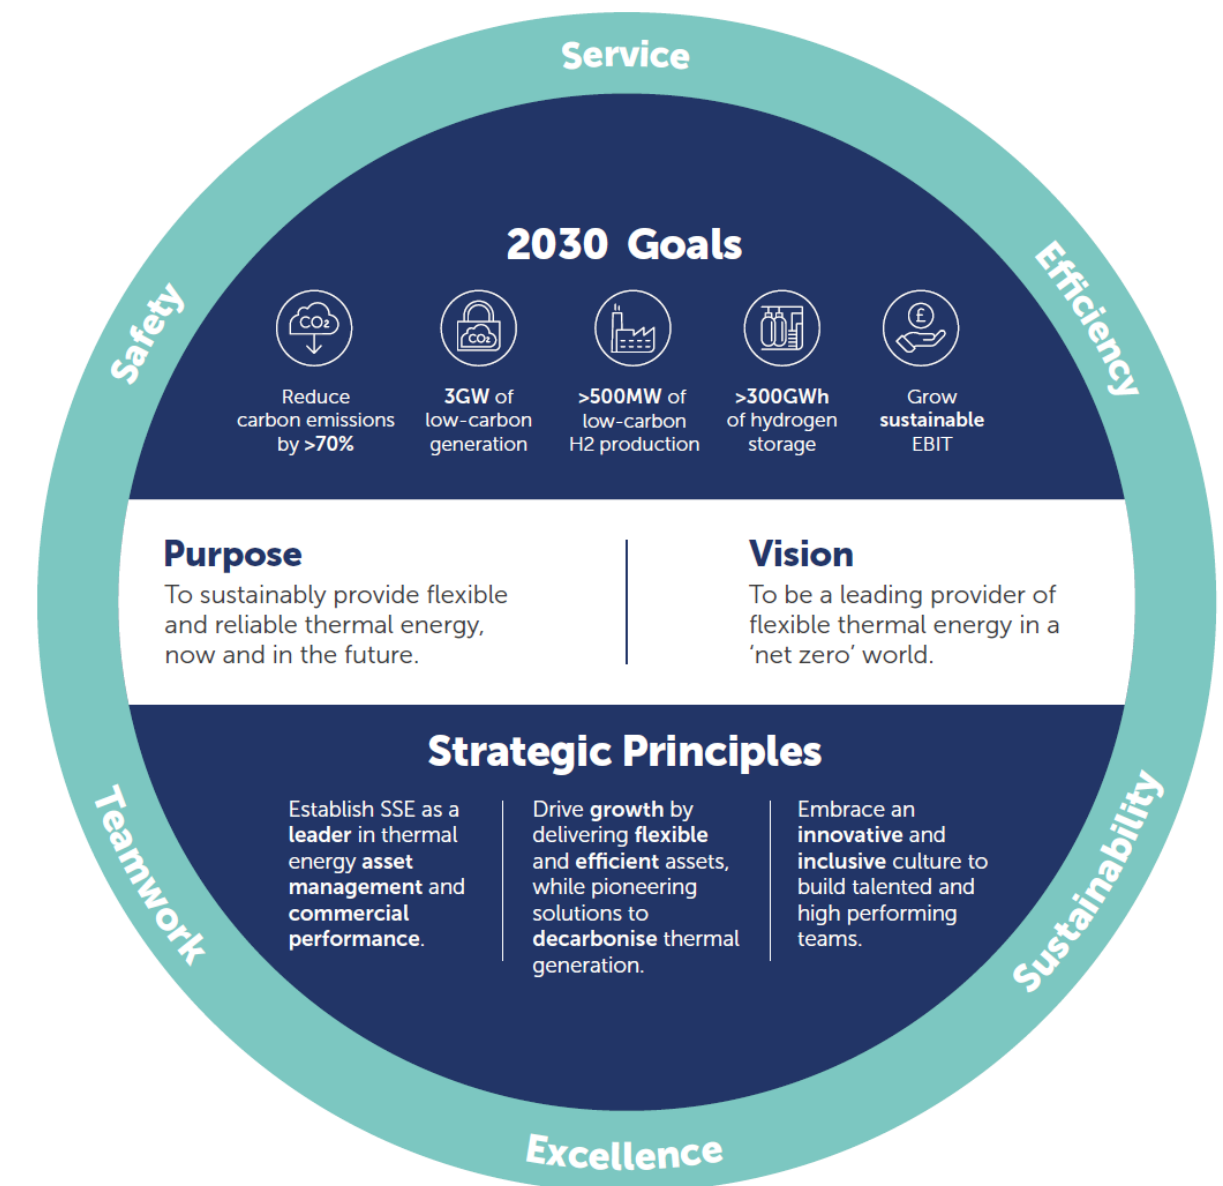 Service
Efficiency
Sustainability
Excellence
Teamwork
Safety
2030 Goals
CO2
Reduce
carbon emissions
by >70%
CO2
3GW of
low-carbon
generation
>500MW of
low-carbon
H2 production
>300GWh
of hydrogen
storage
£
Grow
sustainable
EBIT
Purpose
To sustainably provide flexible
and reliable thermal energy,
now and in the future.
Vision
To be a leading provider of
flexible thermal energy in a
‘net zero’ world.
Strategic Principles
Establish SSE as a
leader in thermal
energy asset
management and
commercial
performance.
Drive growth by
delivering flexible
and efficient assets,
while pioneering
solutions to
decarbonise thermal
generation.
Embrace an
innovative and
inclusive culture to
build talented and
high performing
teams.